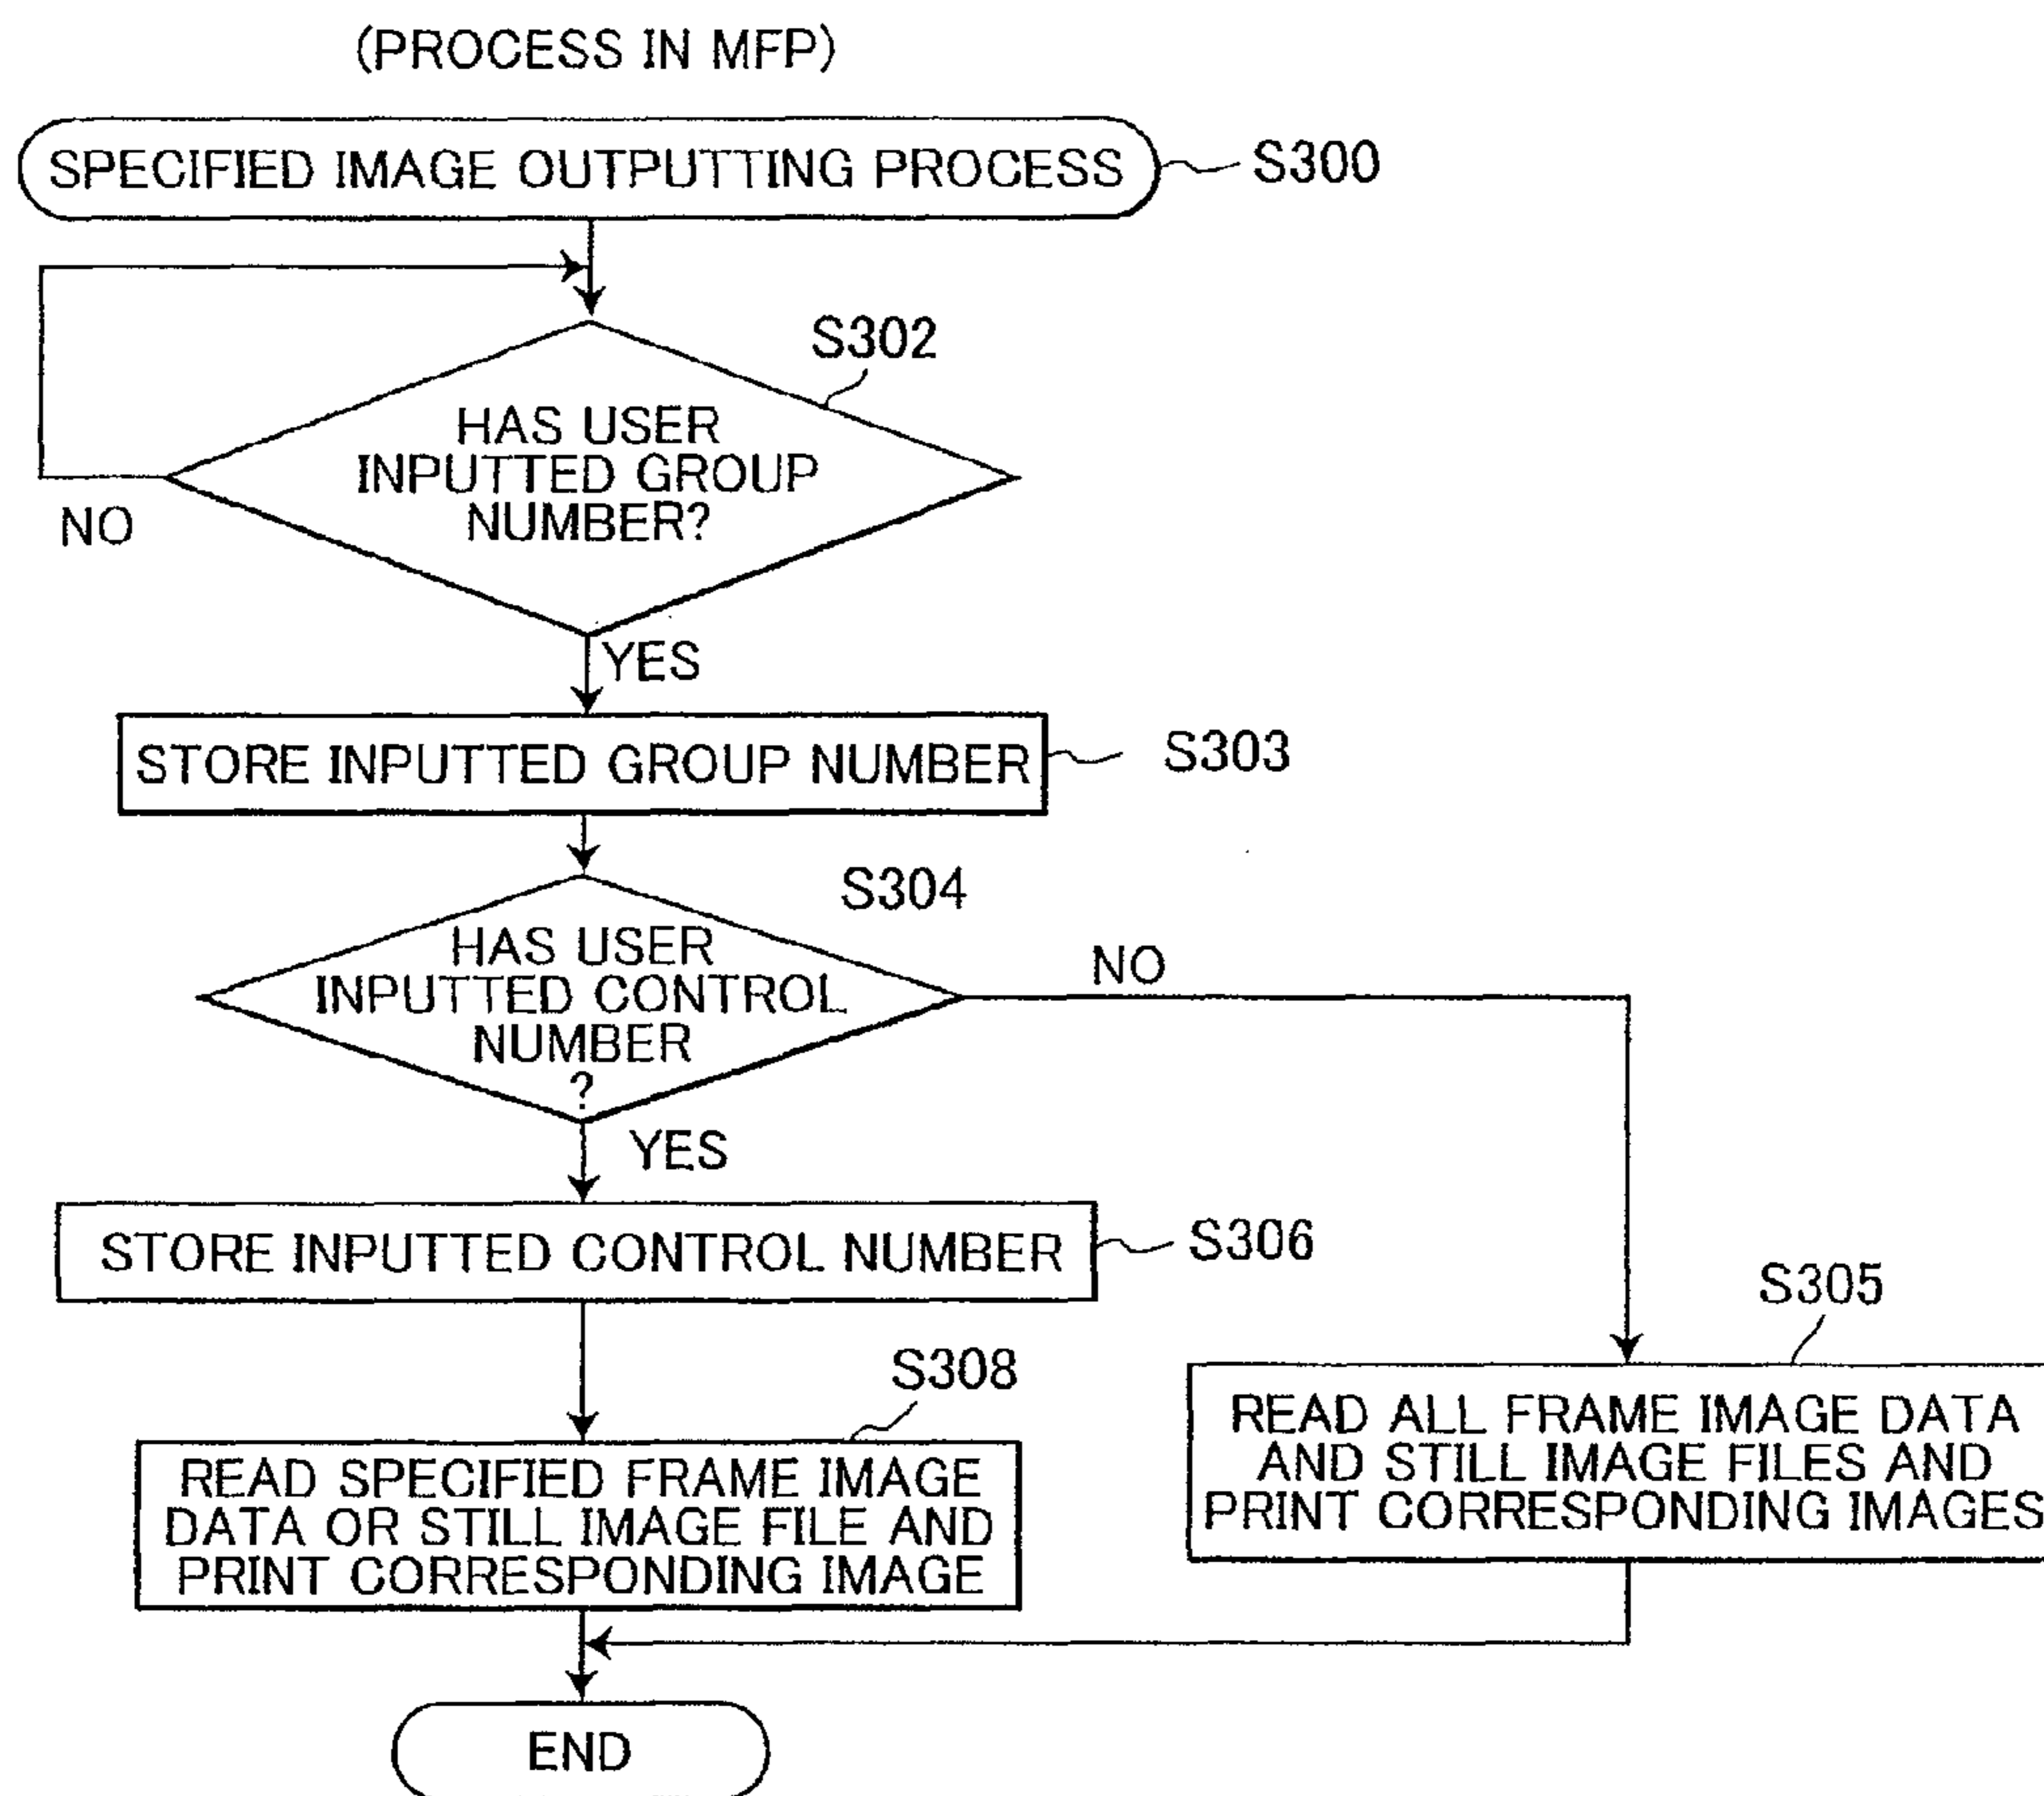 (PROCESS IN MFP)
SPECIFIED IMAGE OUTPUTTING PROCESS
S300
S302
HAS USER
INPUTTED GROUP
NUMBER?
NO
YES
STORE INPUTTED GROUP NUMBER
S303
S304
HAS USER
INPUTTED CONTROL
NUMBER
?
NO
YES
STORE INPUTTED CONTROL NUMBER
S306
S305
S308
READ ALL FRAME IMAGE DATA
AND STILL IMAGE FILES AND
PRINT CORRESPONDING IMAGES
READ SPECIFIED FRAME IMAGE
DATA OR STILL IMAGE FILE AND
PRINT CORRESPONDING IMAGE
END